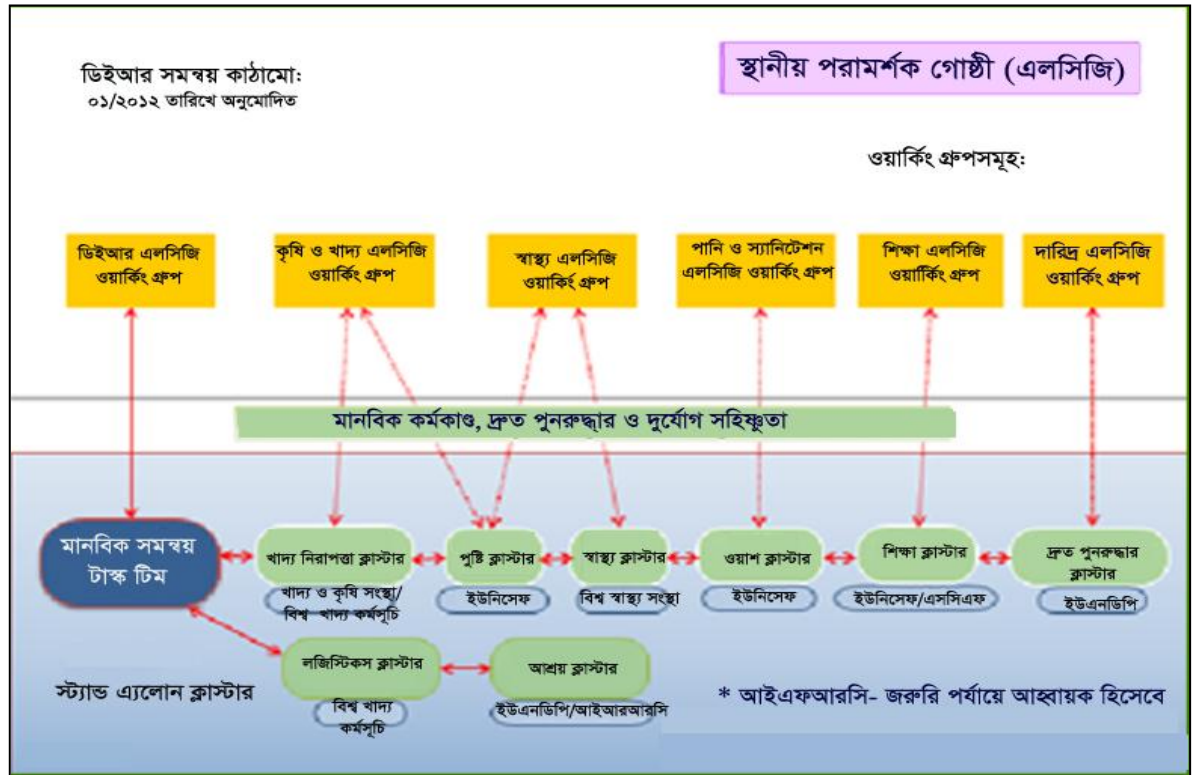 ডিইআর সমন্বয় কাঠামো:
০১/২০১২ তারিখে অনুমোদিত
স্থানীয় পরামর্শক গোষ্ঠী (এলসিজি)
ওয়ার্কিং গ্রুপসমূহ:
ডিইআর এলসিজি
ওয়ার্কিং গ্রুপ
কৃষি ও খাদ্য এলসিজি
ওয়ার্কিং গ্রুপ
স্বাস্থ্য এলসিজি
ওয়ার্কিং গ্রুপ
পানি ও স্যানিটেশন
এলসিজি ওয়ার্কিং গ্রুপ
শিক্ষা এলসিজি
ওয়ার্কিং গ্রুপ
দারিদ্র এলসিজি
ওয়ার্কিং গ্রুপ
মানবিক কর্মকাণ্ড, দ্রুত পুনরুদ্ধার ও দুর্যোগ সহিষ্ণুতা
মানবিক সমন্বয়
টাস্ক টিম
খাদ্য নিরাপত্তা ক্লাস্টার
পুষ্টি ক্লাস্টার
স্বাস্থ্য ক্লাস্টার
ওয়াশ ক্লাস্টার
শিক্ষা ক্লাস্টার
দ্রুত পুনরুদ্ধার
ক্লাস্টার
খাদ্য ও কৃষি সংস্থা/
বিশ্ব খাদ্য কর্মসূচি
ইউনিসেফ
বিশ্ব স্বাস্থ্য সংস্থা
ইউনিসেফ
ইউনিসেফ/এসসিএফ
ইউএনডিপি
লজিস্টিকস ক্লাস্টার
আশ্রয় ক্লাস্টার
স্ট্যান্ড এ্যলোন ক্লাস্টার
বিশ্ব খাদ্য
কর্মসূচি
ইউএনডিপি/আইআরআরসি
* আইএফআরসি- জরুরি পর্যায়ে আহ্বায়ক হিসেবে